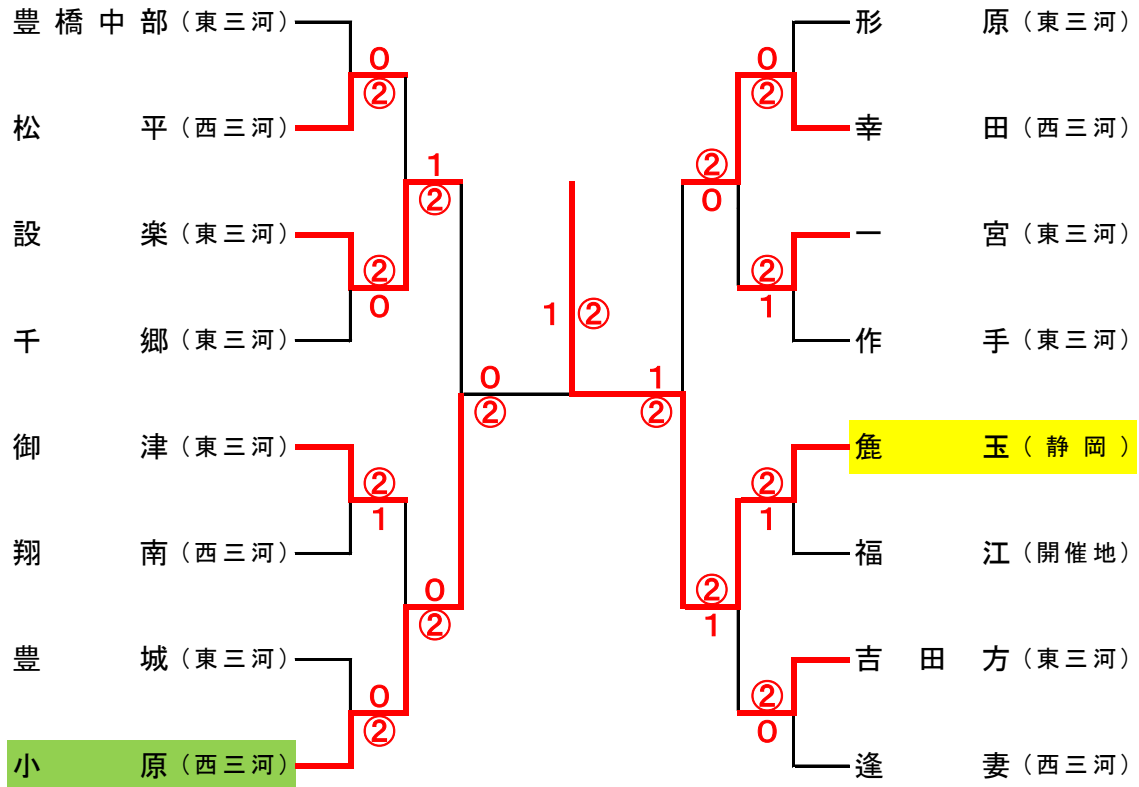 豊橋中部（東三河）
0
②
松平（西三河）
1
②
設楽（東三河）
②
0
千郷（東三河）
0
②
御津（東三河）
②
1
翔南（西三河）
0
②
豊城（東三河）
0
②
小原（西三河）
1 ②
形原（東三河）
0
②
幸田（西三河）
②
0
一宮（東三河）
②
1
作手（東三河）
1
②
麁玉（静岡）
②
1
福江（開催地）
②
1
吉田方（東三河）
②
0
逢妻（西三河）